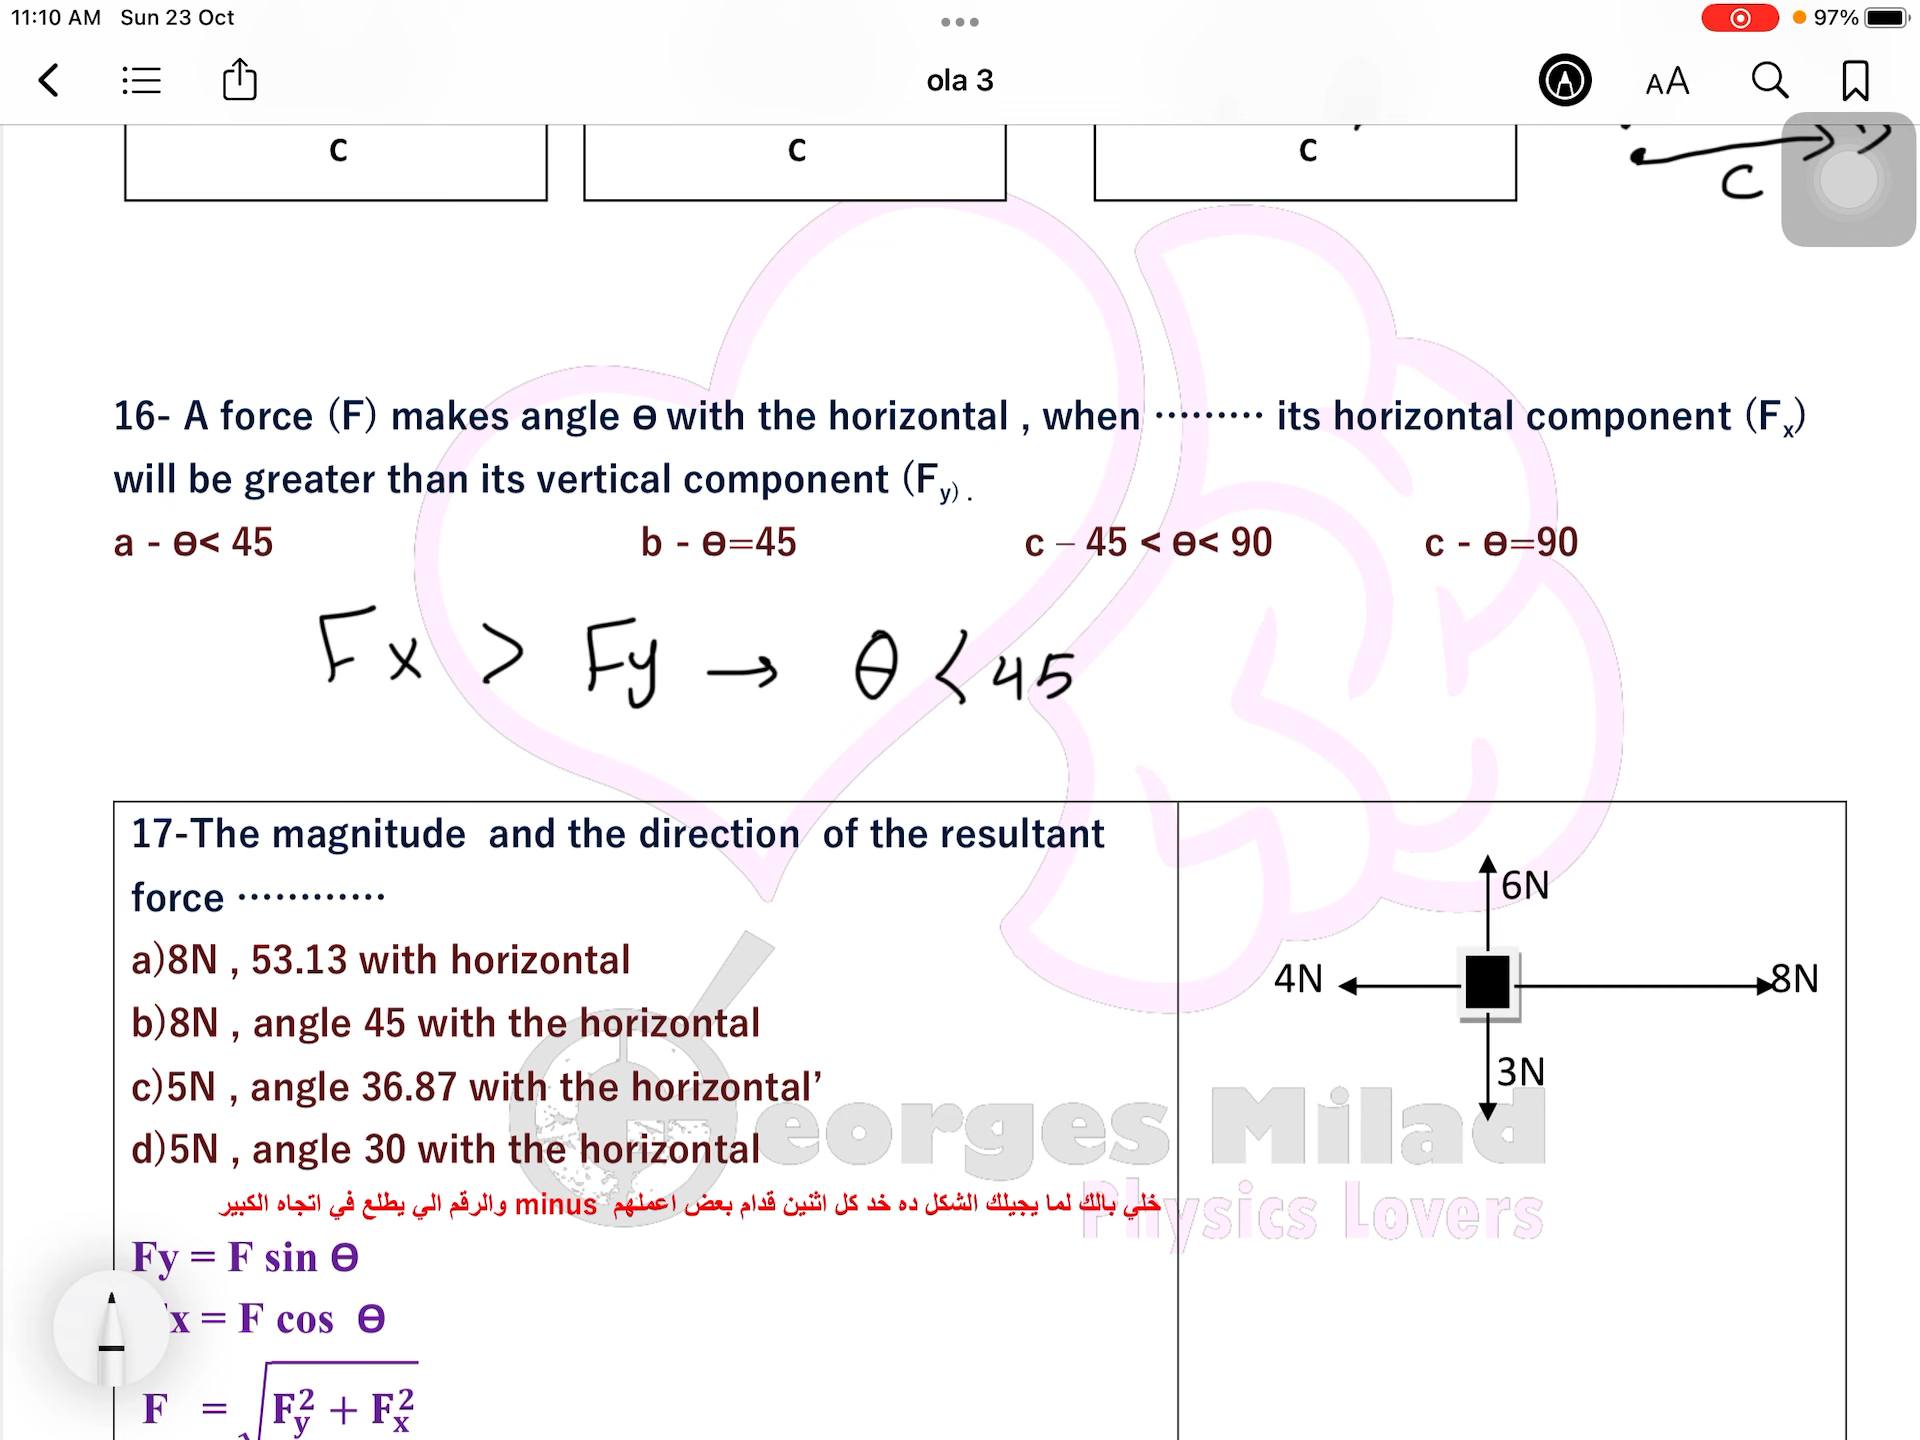 11:10 AM Sun 23 Oct
97%
ola 3
AA
C
C
C
C
16- A force (F) makes angle Ɵ with the horizontal , when ········· its horizontal component (Fx)
will be greater than its vertical component (Fy) .
a - Ɵ< 45 b - Ɵ=45 c – 45 < Ɵ< 90 c - Ɵ=90
Fx > Fy → θ < 45
17-The magnitude and the direction of the resultant
force ············
a)8N , 53.13 with horizontal
b)8N , angle 45 with the horizontal
c)5N , angle 36.87 with the horizontal’
d)5N , angle 30 with the horizontal
خلي بالك لما يجيلك الشكل ده خد كل اثنين قدام بعض اعملهم minus والرقم الي يطلع في اتجاه الكبير
Fy = F sin Ɵ
x = F cos Ɵ
F = √Fy² + Fx²
6N
4N
8N
3N
Georges Milad
Physics Lovers